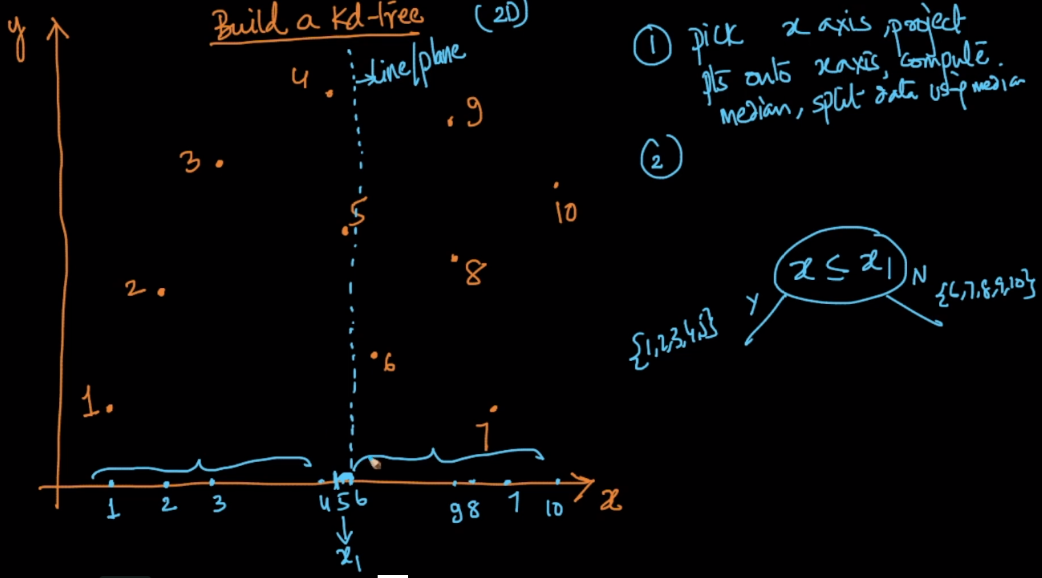 Build a Kd-tree (2D)
y
line/plane
4
9
3
5
10
2
8
6
1
7
1 2 3 4 5 6 9 8 7 10
x
x₁
① pick x axis, project
pts onto x axis, compute
median, split data using median
②
x ≤ x₁
Y
N
{1,2,3,4,5}
{6,7,8,9,10}